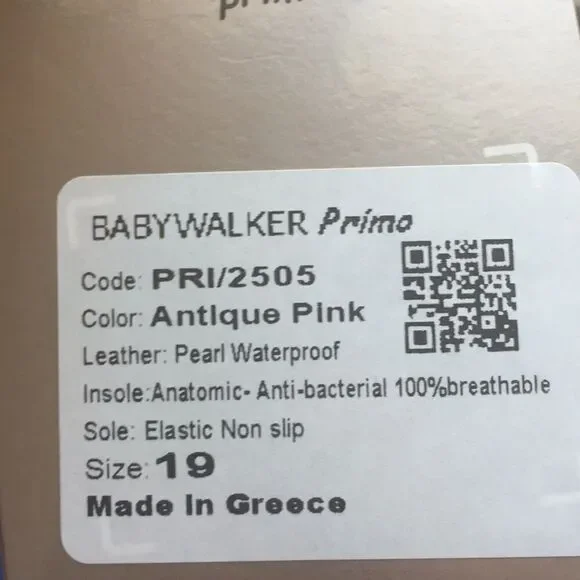 BABYWALKER Primo
Code: PRI/2505
Color: Antique Pink
Leather: Pearl Waterproof
Insole:Anatomic- Anti-bacterial 100%breathable
Sole: Elastic Non slip
Size: 19
Made In Greece